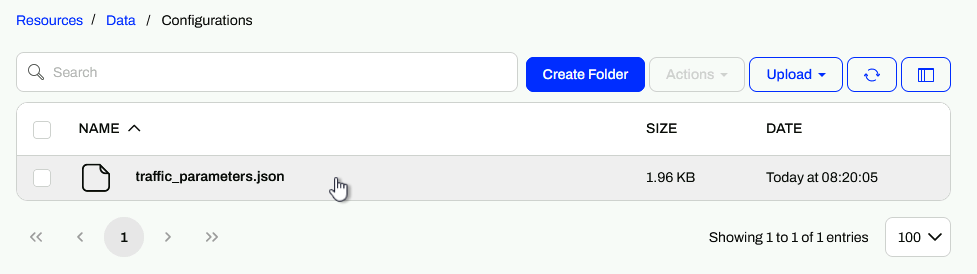 Resources / Data / Configurations
Search
Create Folder
Actions
Upload
NAME SIZE DATE
traffic_parameters.json 1.96 KB Today at 08:20:05
1
Showing 1 to 1 of 1 entries
100